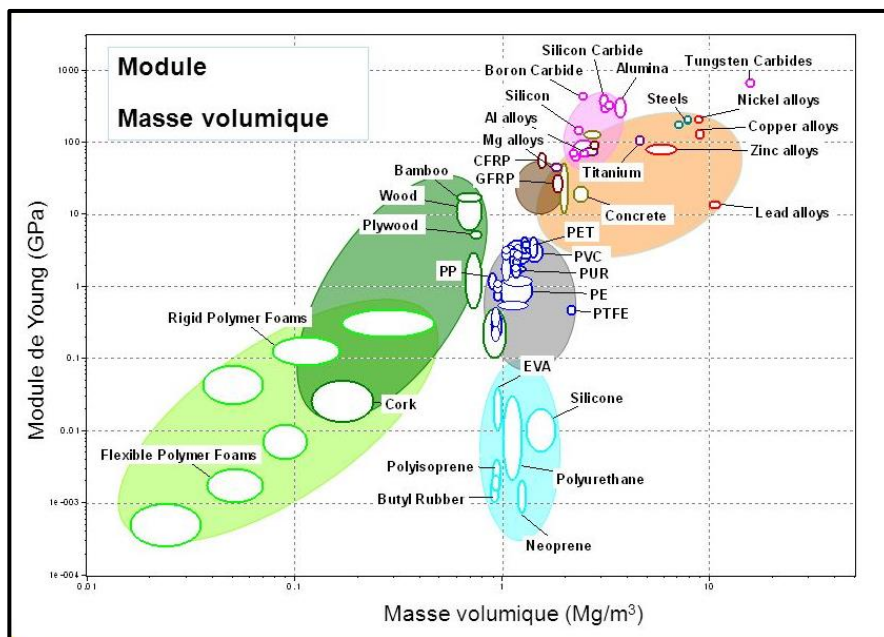 Module
Masse volumique
Silicon Carbide
Boron Carbide
Alumina
Tungsten Carbides
Silicon
Steels
Nickel alloys
Al alloys
Copper alloys
Mg alloys
Zinc alloys
CFRP
Titanium
GFRP
Bamboo
Wood
Concrete
Lead alloys
Plywood
PET
PVC
PP
PUR
PE
PTFE
Rigid Polymer Foams
EVA
Silicone
Cork
Flexible Polymer Foams
Polyisoprene
Polyurethane
Butyl Rubber
Neoprene
Module de Young (GPa)
1000
100
10
1
0.1
0.01
1e-003
1e-004
0.01
0.1
1
10
Masse volumique (Mg/m³)